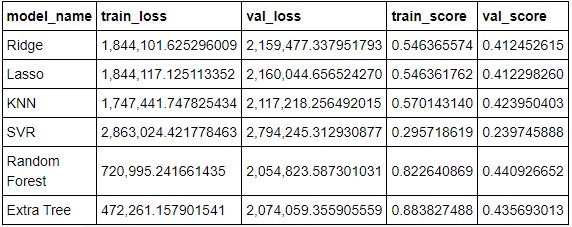 model_name train_loss val_loss train_score val_score
Ridge 1,844,101.625296009 2,159,477.337951793 0.546365574 0.412452615
Lasso 1,844,117.125113352 2,160,044.656524270 0.546361762 0.412298260
KNN 1,747,441.747825434 2,117,218.256492015 0.570143140 0.423950403
SVR 2,863,024.421778463 2,794,245.312930877 0.295718619 0.239745888
Random
Forest 720,995.241661435 2,054,823.587301031 0.822640869 0.440926652
Extra Tree 472,261.157901541 2,074,059.355905559 0.883827488 0.435693013